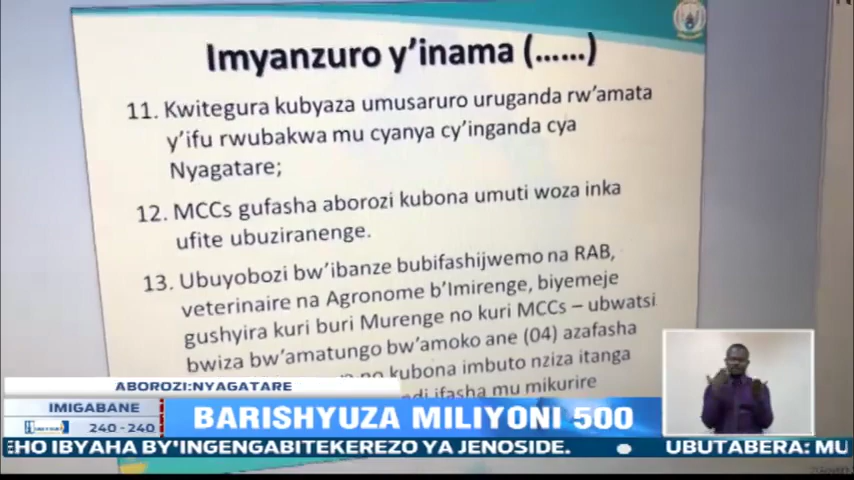 Imyanzuro y'inama (......)
11. Kwitegura kubyaza umusaruro uruganda rw'amata
y'ifu rwubakwa mu cyanya cy'inganda cya
Nyagatare;
12. MCCs gufasha aborozi kubona umuti woza inka
ufite ubuziranenge.
13. Ubuyobozi bw'ibanze bubifashijwemo na RAB,
veterinaire na Agronome b'Imirenge, biyemeje
gushyira kuri buri Murenge no kuri MCCs – ubwatsi
bwiza bw'amatungo bw'amoko ane (04) azafasha
no kubona imbuto nziza itanga
ifasha mu mikurire
ABOROZI:NYAGATARE
IMIGABANE
240 -240
BARISHYUZA MILIYONI 500
EHO IBYAHA BY'INGENGABITEKEREZO YA JENOSIDE. ● UBUTABERA: MU